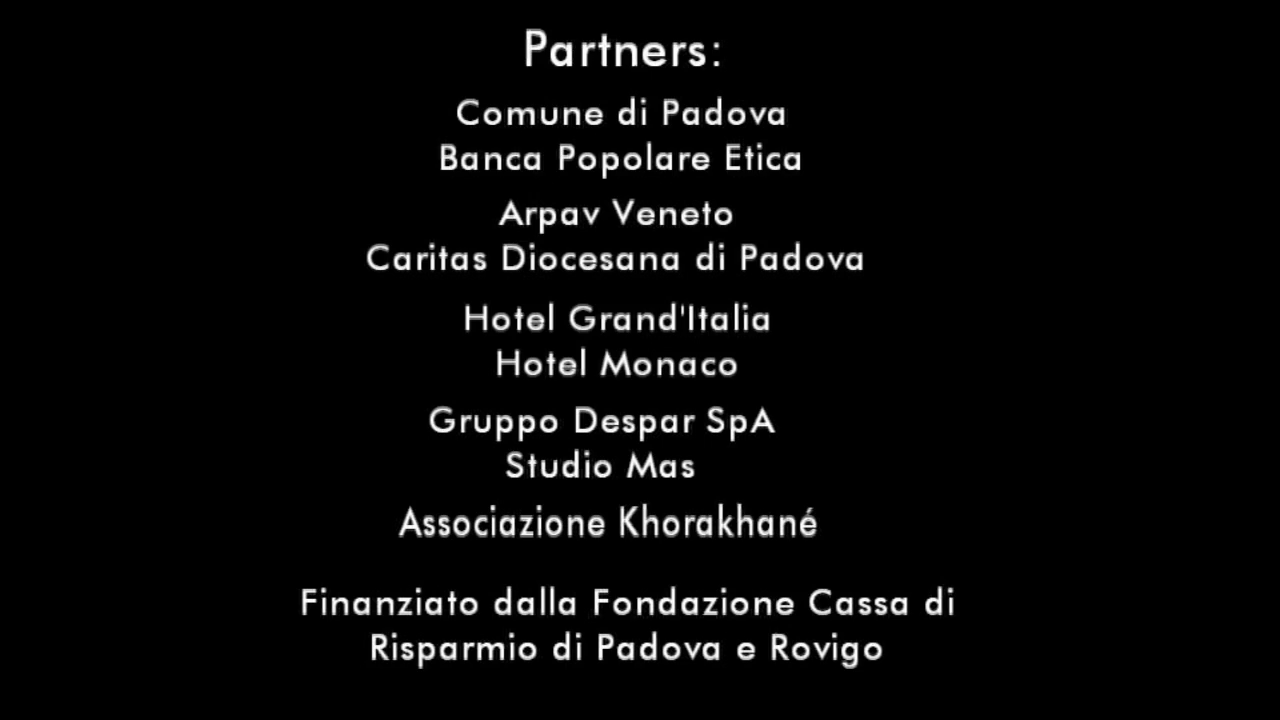 Partners:
Comune di Padova
Banca Popolare Etica
Arpav Veneto
Caritas Diocesana di Padova
Hotel Grand'Italia
Hotel Monaco
Gruppo Despar SpA
Studio Mas
Associazione Khorakhané
Finanziato dalla Fondazione Cassa di
Risparmio di Padova e Rovigo